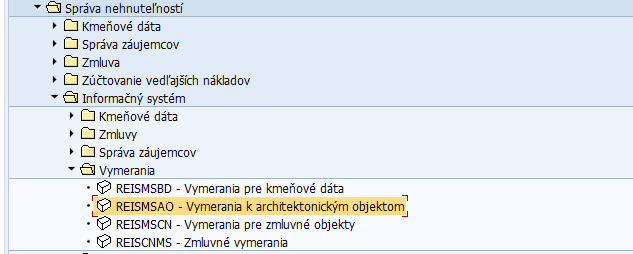 Správa nehnuteľností
Kmeňové dáta
Správa záujemcov
Zmluva
Zúčtovanie vedľajších nákladov
Informačný systém
Kmeňové dáta
Zmluvy
Správa záujemcov
Vymerania
REISMSBD - Vymerania pre kmeňové dáta
REISMSAO - Vymerania k architektonickým objektom
REISMSCN - Vymerania pre zmluvné objekty
REISCNMS - Zmluvné vymerania